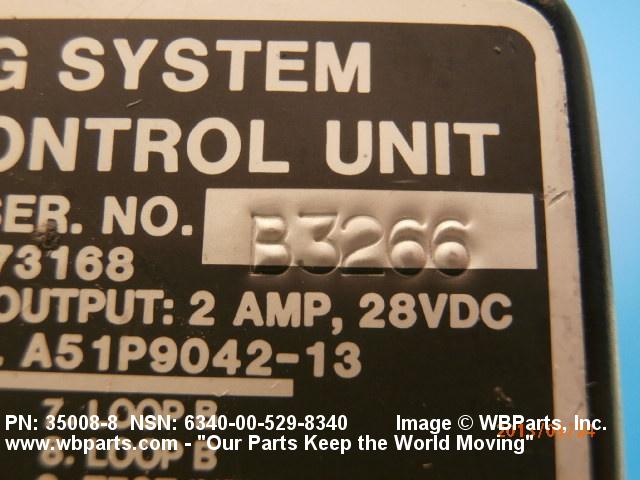 G SYSTEM
ONTROL UNIT
SER. NO. B3266
73168
OUTPUT: 2 AMP, 28VDC
. A51P9042-13
7. LOOP B
PN: 35008-8 NSN: 6340-00-529-8340 Image © WBParts, Inc.
www.wbparts.com - "Our Parts Keep the World Moving"
8. LOOP B